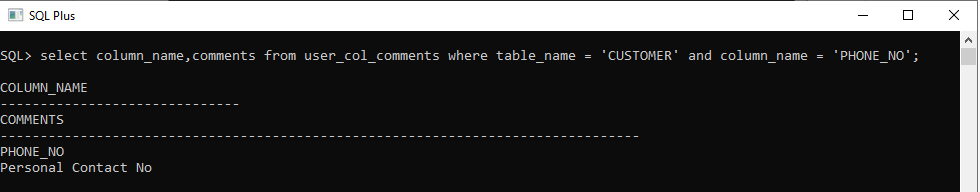 SQL Plus
SQL> select column_name,comments from user_col_comments where table_name = 'CUSTOMER' and column_name = 'PHONE_NO';
COLUMN_NAME
------------------------------
COMMENTS
--------------------------------------------------------------------------------
PHONE_NO
Personal Contact No